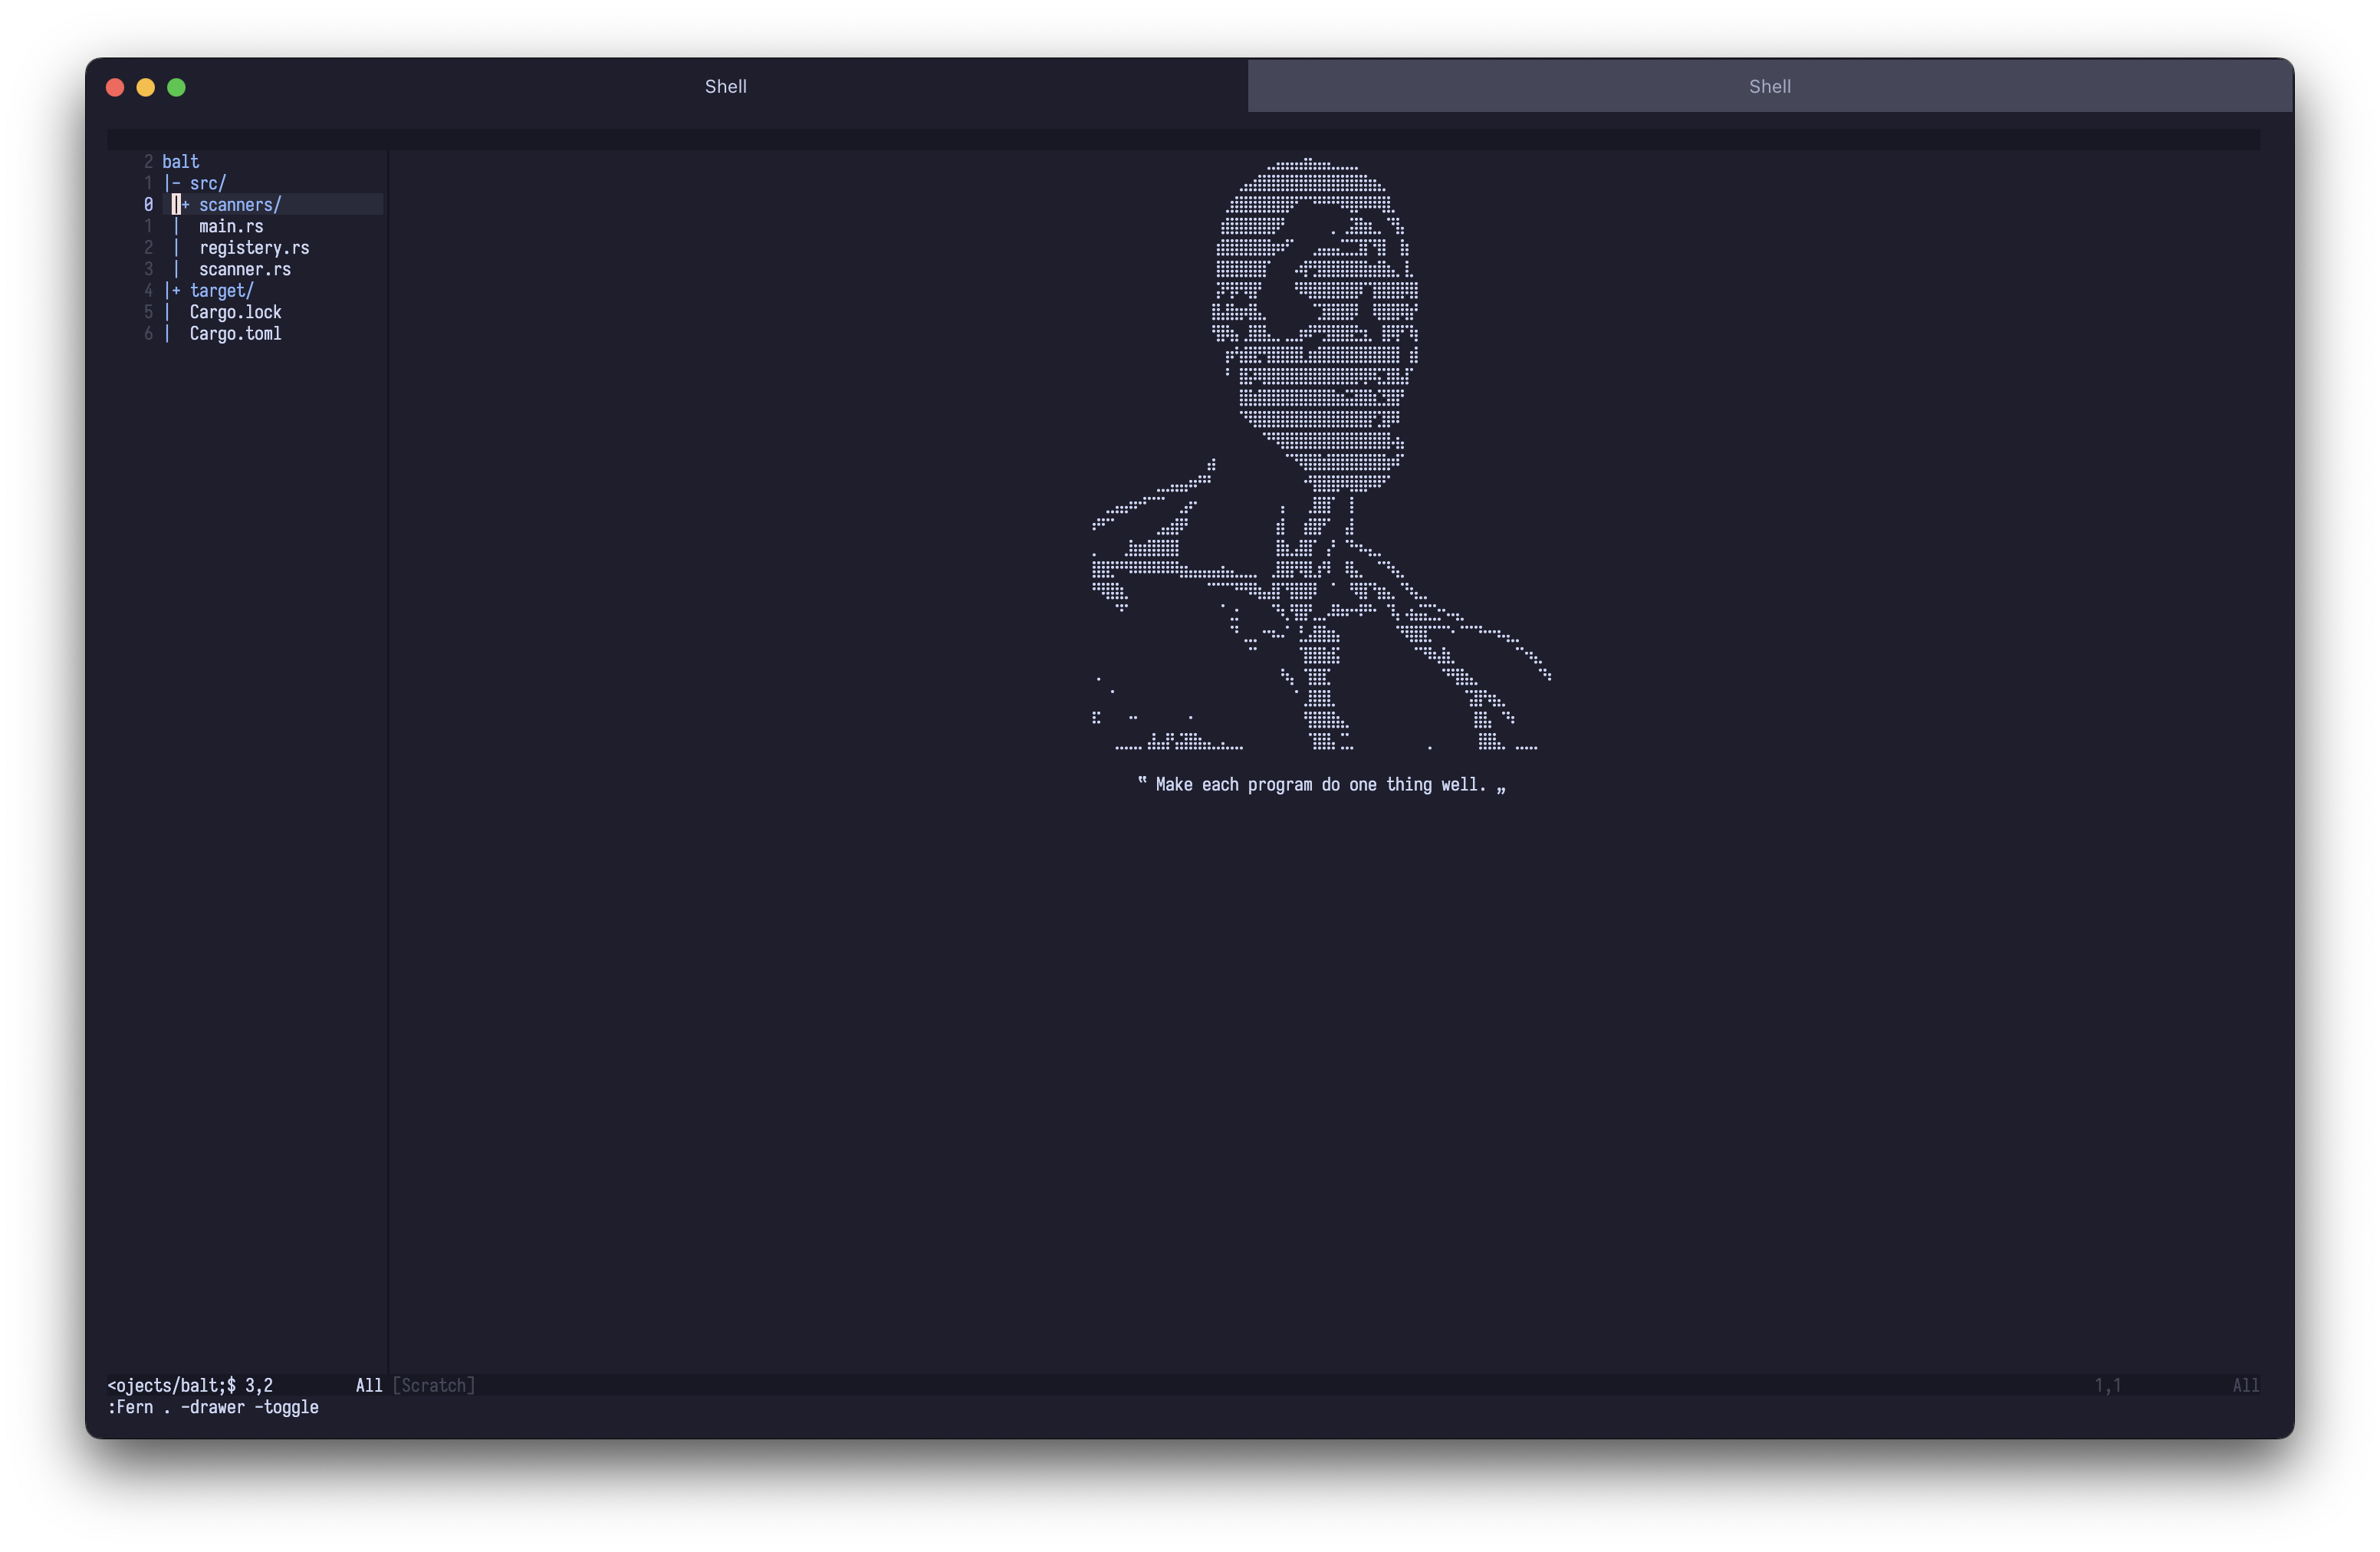 Shell
Shell
2 balt
1 |- src/
0 |+ scanners/
1 | main.rs
2 | registery.rs
3 | scanner.rs
4 |+ target/
5 | Cargo.lock
6 | Cargo.toml
‟ Make each program do one thing well. „
<ojects/balt;$ 3,2 All [Scratch] 1,1 All
:Fern . -drawer -toggle